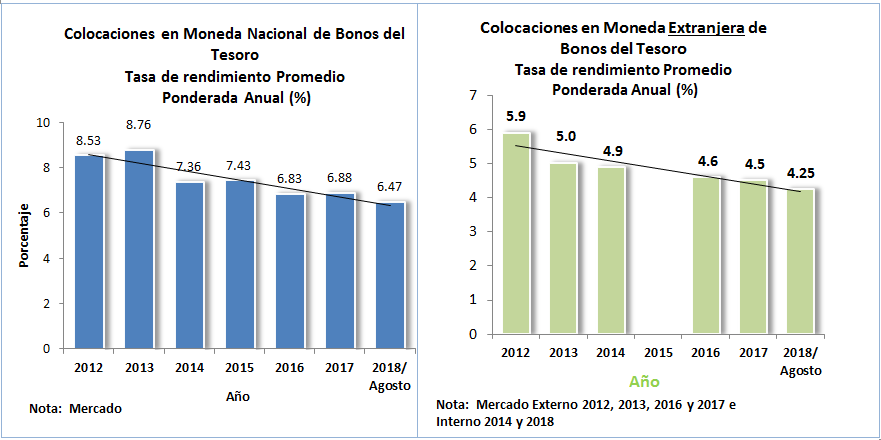 Colocaciones en Moneda Nacional de Bonos del
Tesoro
Tasa de rendimiento Promedio
Ponderada Anual (%)
Porcentaje
10
8
6
4
2
0
8.53
8.76
7.36
7.43
6.83
6.88
6.47
2012
2013
2014
2015
2016
2017
2018/
Agosto
Año
Nota: Mercado
Colocaciones en Moneda Extranjera de
Bonos del Tesoro
Tasa de rendimiento Promedio
Ponderada Anual (%)
7
6
5
4
3
2
1
0
5.9
5.0
4.9
4.6
4.5
4.25
2012
2013
2014
2015
2016
2017
2018/
Agosto
Año
Nota: Mercado Externo 2012, 2013, 2016 y 2017 e
Interno 2014 y 2018